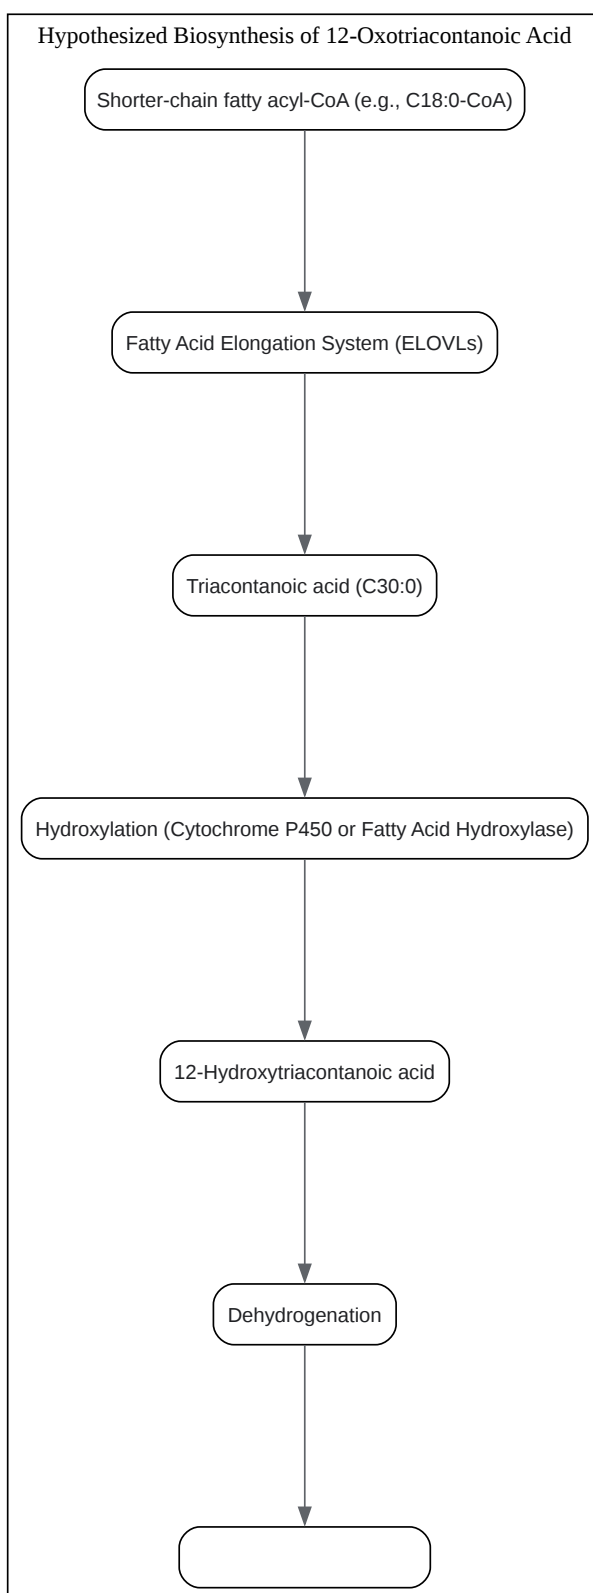 Hypothesized Biosynthesis of 12-Oxotriacontanoic Acid
Shorter-chain fatty acyl-CoA (e.g., C18:0-CoA)
Fatty Acid Elongation System (ELOVLs)
Triacontanoic acid (C30:0)
Hydroxylation (Cytochrome P450 or Fatty Acid Hydroxylase)
12-Hydroxytriacontanoic acid
Dehydrogenation